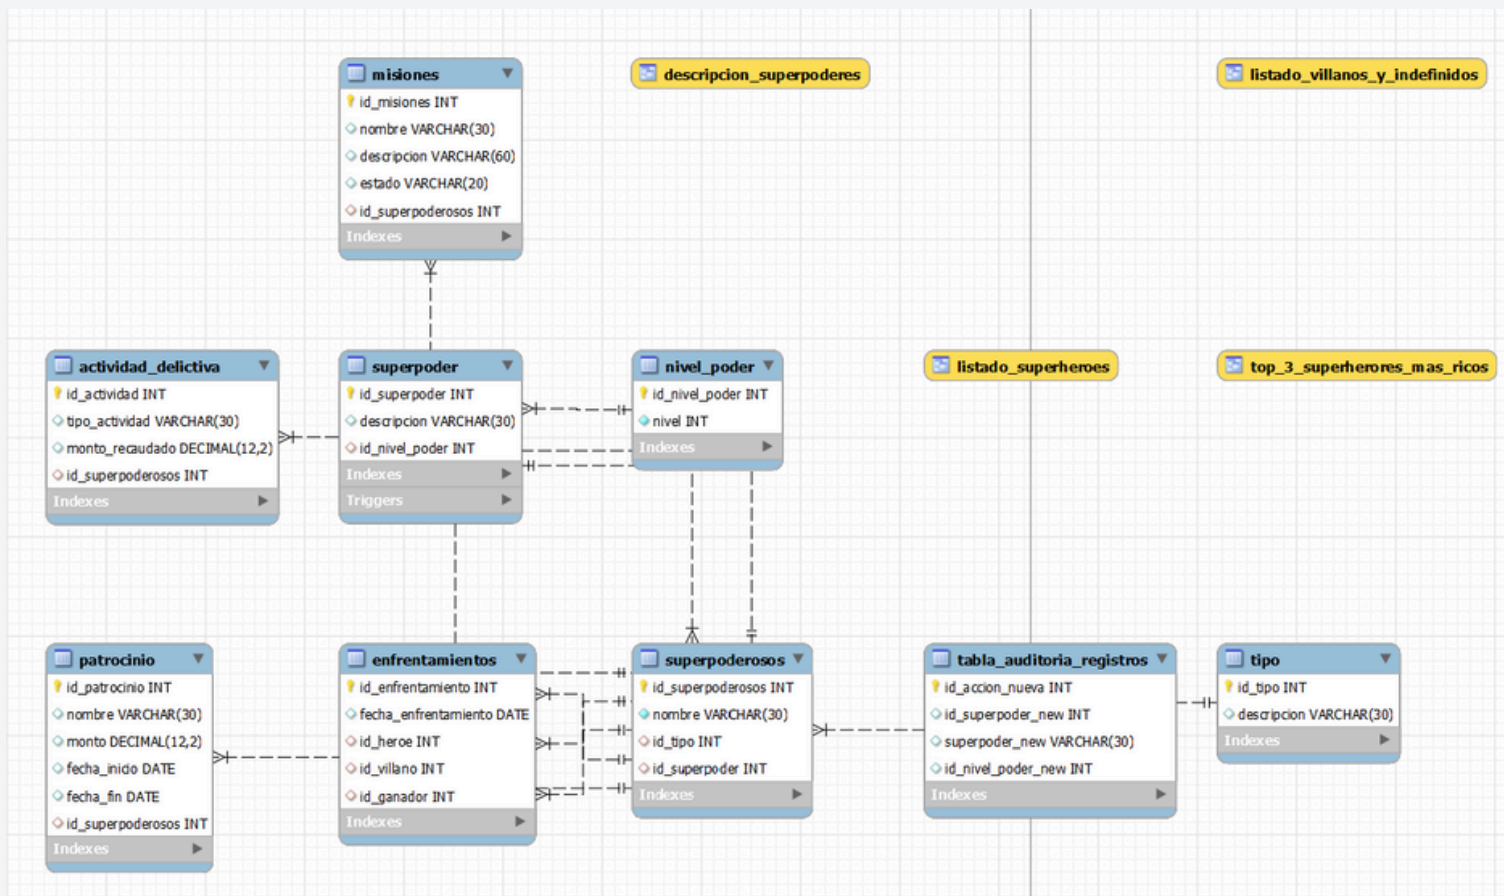 misiones
id_misiones INT
nombre VARCHAR(30)
descripcion VARCHAR(60)
estado VARCHAR(20)
id_superpoderosos INT
Indexes
descripcion_superpoderes
listado_villanos_y_indefinidos
actividad_delictiva
id_actividad INT
tipo_actividad VARCHAR(30)
monto_recaudado DECIMAL(12,2)
id_superpoderosos INT
Indexes
superpoder
id_superpoder INT
descripcion VARCHAR(30)
id_nivel_poder INT
Indexes
Triggers
nivel_poder
id_nivel_poder INT
nivel INT
Indexes
listado_superheroes
top_3_superherores_mas_ricos
patrocinio
id_patrocinio INT
nombre VARCHAR(30)
monto DECIMAL(12,2)
fecha_inicio DATE
fecha_fin DATE
id_superpoderosos INT
Indexes
enfrentamientos
id_enfrentamiento INT
fecha_enfrentamiento DATE
id_heroe INT
id_villano INT
id_ganador INT
Indexes
superpoderosos
id_superpoderosos INT
nombre VARCHAR(30)
id_tipo INT
id_superpoder INT
Indexes
tabla_auditoria_registros
id_accion_nueva INT
id_superpoder_new INT
superpoder_new VARCHAR(30)
id_nivel_poder_new INT
Indexes
tipo
id_tipo INT
descripcion VARCHAR(30)
Indexes